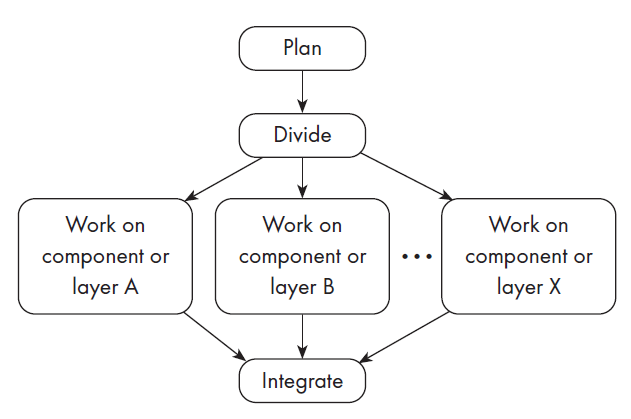 Plan
Divide
Work on
component or
layer A
Work on
component or
layer B
...
Work on
component or
layer X
Integrate